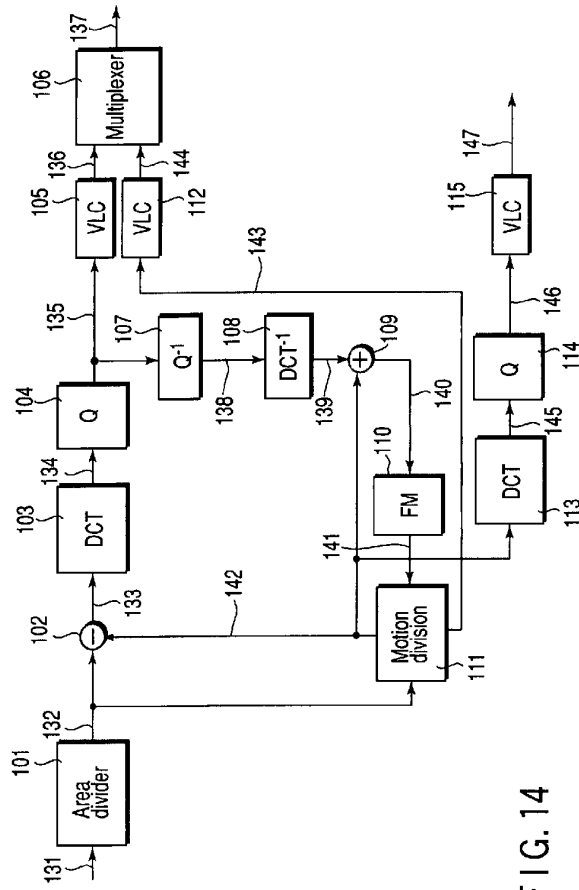 131
101
Area
divider
132
102
−
133
103
DCT
134
104
Q
135
105
VLC
136
106
Multiplexer
137
112
VLC
144
143
107
Q-1
138
108
DCT-1
139
109
+
140
110
FM
141
142
Motion
division
111
113
DCT
145
114
Q
146
115
VLC
147
FIG. 14